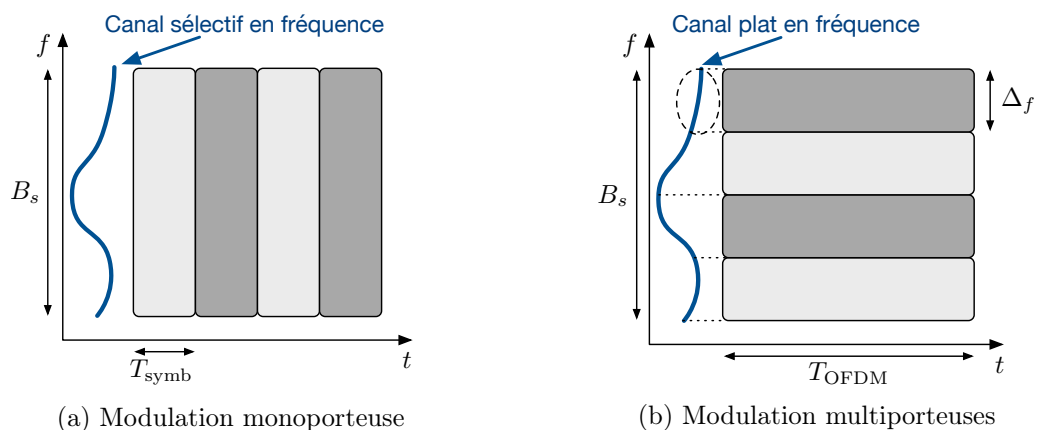 Canal sélectif en fréquence
f
B_s
T_symb
t
(a) Modulation monoporteuse
Canal plat en fréquence
f
Δ_f
B_s
T_OFDM
t
(b) Modulation multiporteuses